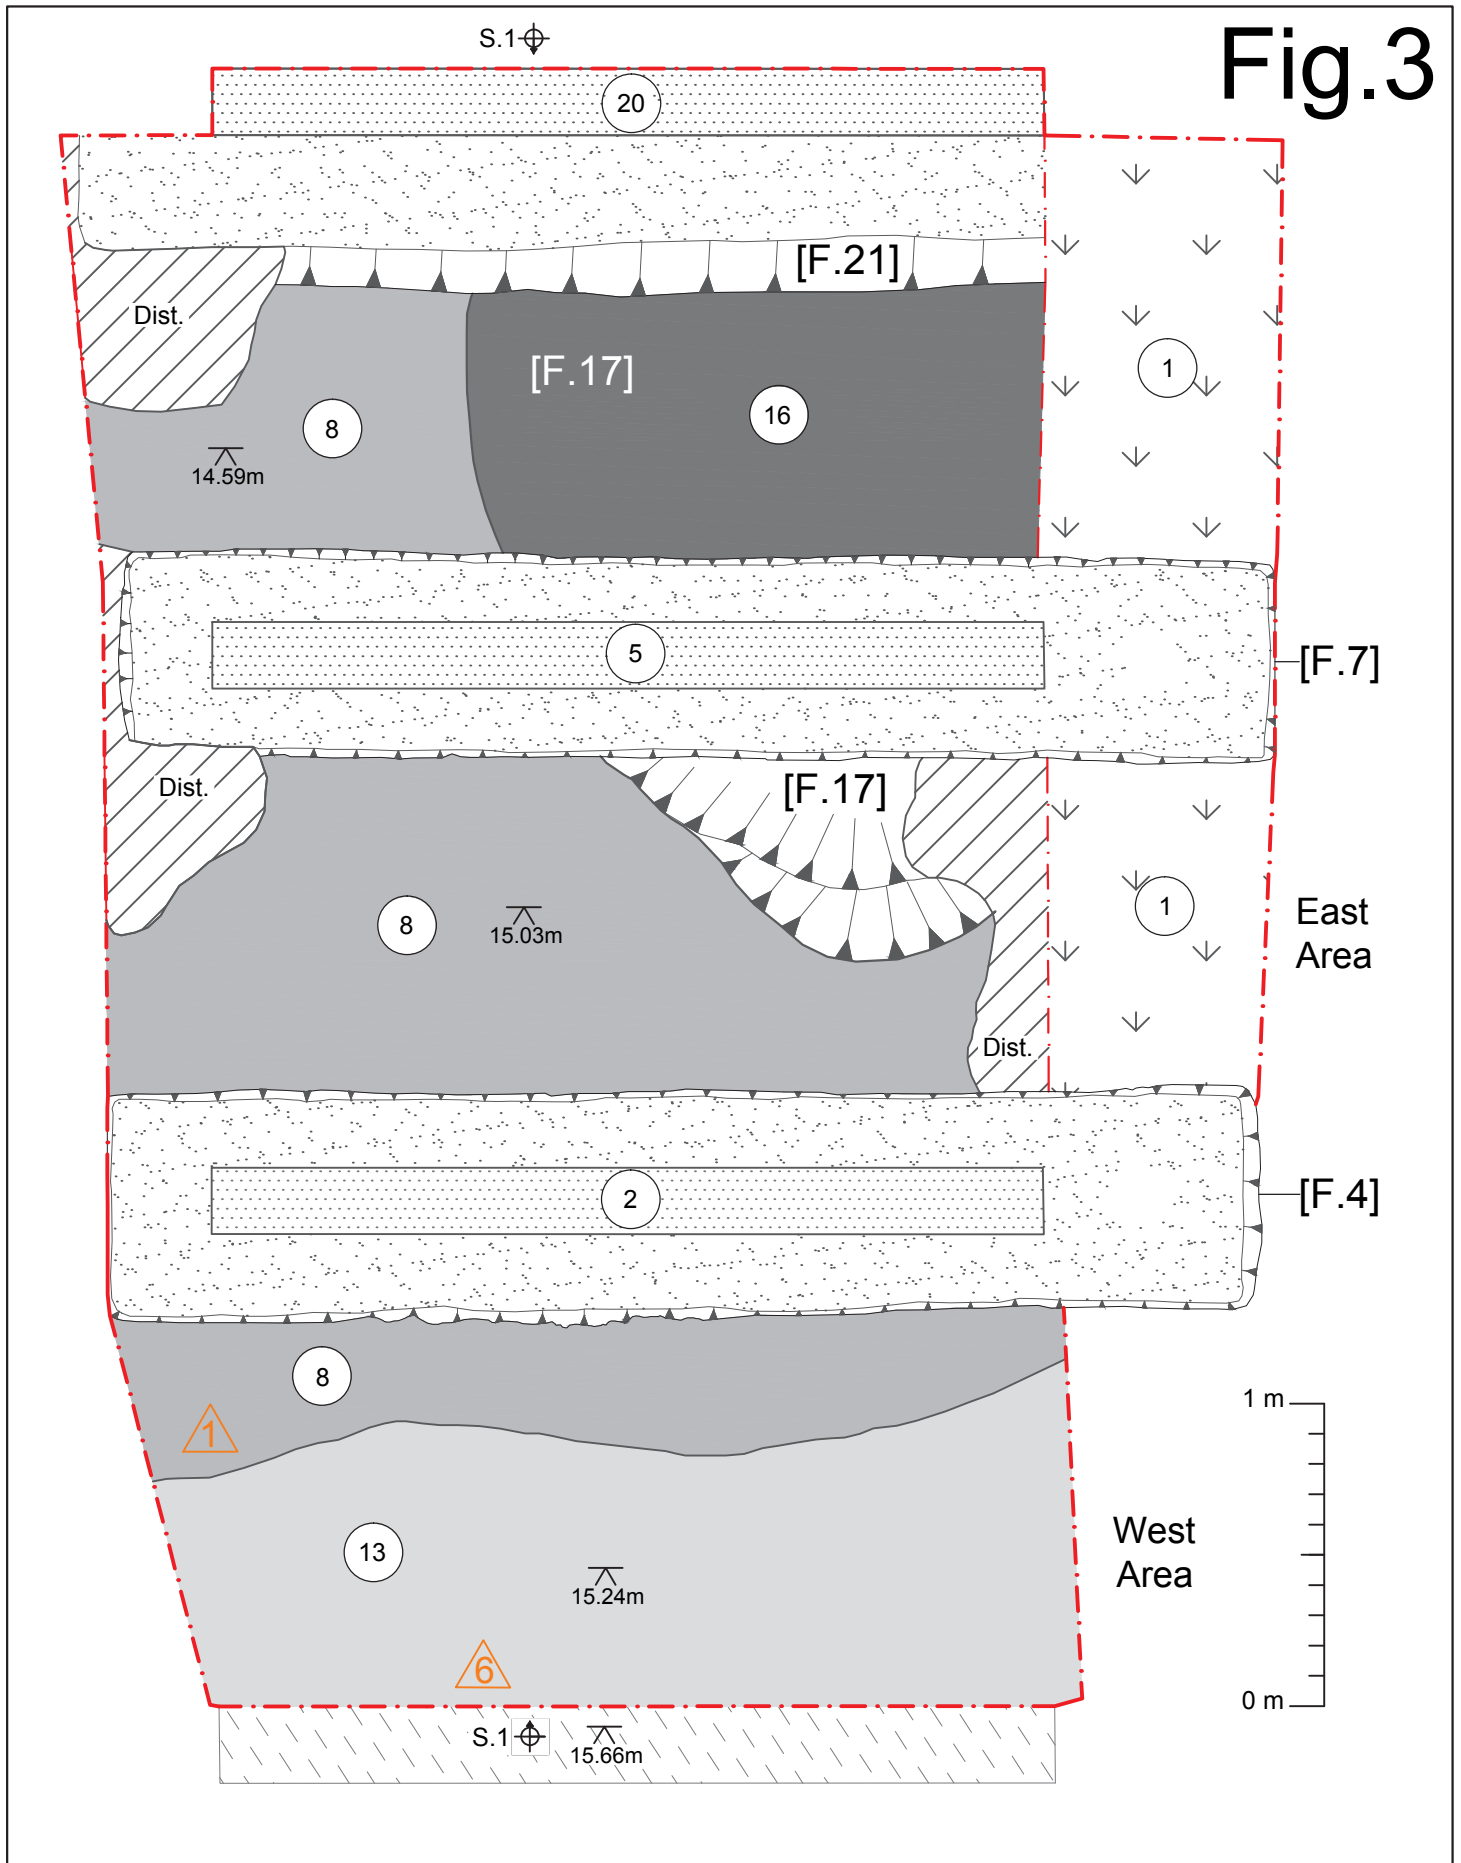 Fig.3
S.1
20
[F.21]
Dist.
[F.17]
1
16
8
14.59m
5
[F.7]
Dist.
[F.17]
8
15.03m
1
East
Area
Dist.
2
[F.4]
8
1
1 m
13
15.24m
West
Area
6
0 m
S.1
15.66m